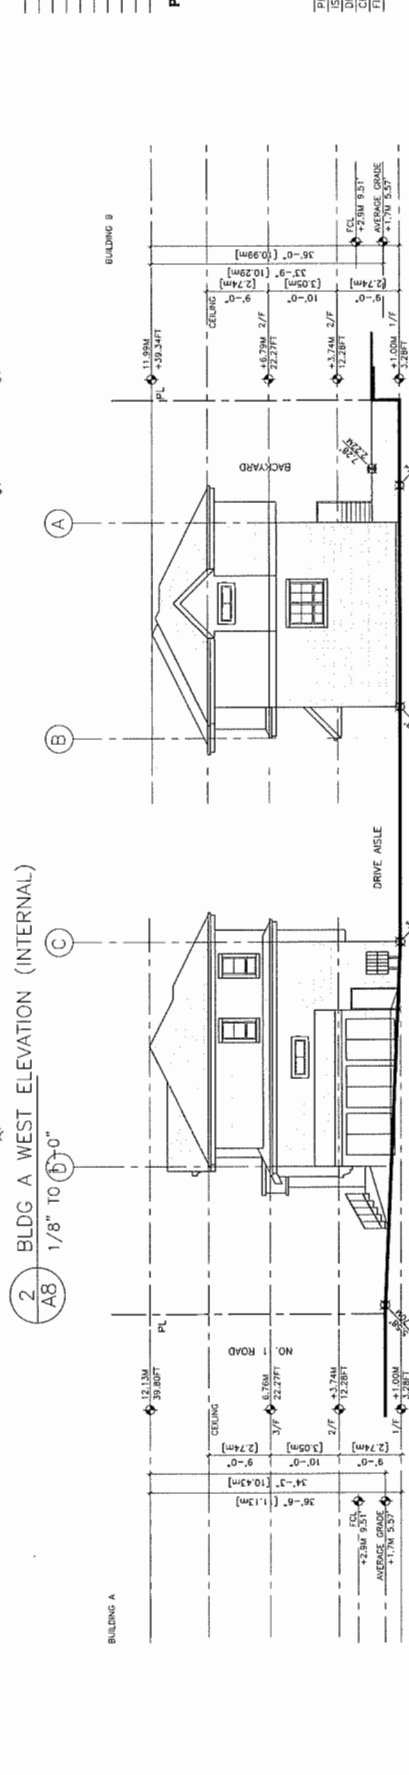 2
A8
BLDG A WEST ELEVATION (INTERNAL)
1/8" TO 1'-0"
D
C
B
A
BUILDING A
12.13M
39.80FT
PL
CEILING
6.76M
22.27FT
3/F
+3.74M
12.28FT
2/F
+1.00M
3.28FT
1/F
9'-0"
[2.74m]
10'-0"
[3.05m]
9'-0"
[2.74m]
34'-3" [10.43m]
36'-6" [11.13m]
FCL
+2.9M 9.51'
AVERAGE GRADE
+1.7M 5.57'
NO. 1 ROAD
DRIVE AISLE
BACKYARD
7.28'
2.22M
BUILDING B
11.99M
+39.34FT
PL
CEILING
+6.79M 2/F
22.27FT
+3.74M 2/F
12.28FT
+1.00M 1/F
3.28FT
9'-0"
[2.74m]
10'-0"
[3.05m]
9'-0"
[2.74m]
33'-9" [10.29m]
36'-0" [10.99m]
FCL
+2.9M 9.51'
AVERAGE GRADE
+1.7M 5.57'